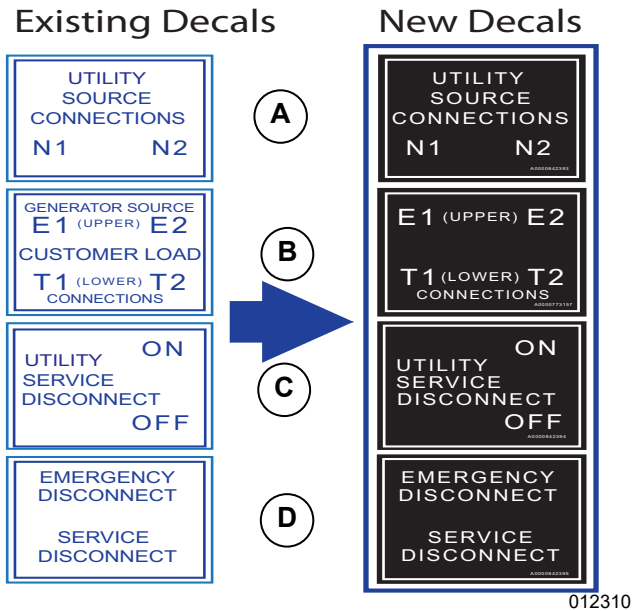 Existing Decals
New Decals
UTILITY
SOURCE
CONNECTIONS
N1 N2
A
UTILITY
SOURCE
CONNECTIONS
N1 N2
A0000842393
GENERATOR SOURCE
E1 (UPPER) E2
CUSTOMER LOAD
T1 (LOWER) T2
CONNECTIONS
B
E1 (UPPER) E2
T1 (LOWER) T2
CONNECTIONS
A0000773157
ON
UTILITY
SERVICE
DISCONNECT
OFF
C
ON
UTILITY
SERVICE
DISCONNECT
OFF
A0000842394
EMERGENCY
DISCONNECT
SERVICE
DISCONNECT
D
EMERGENCY
DISCONNECT
SERVICE
DISCONNECT
A0000842395
012310